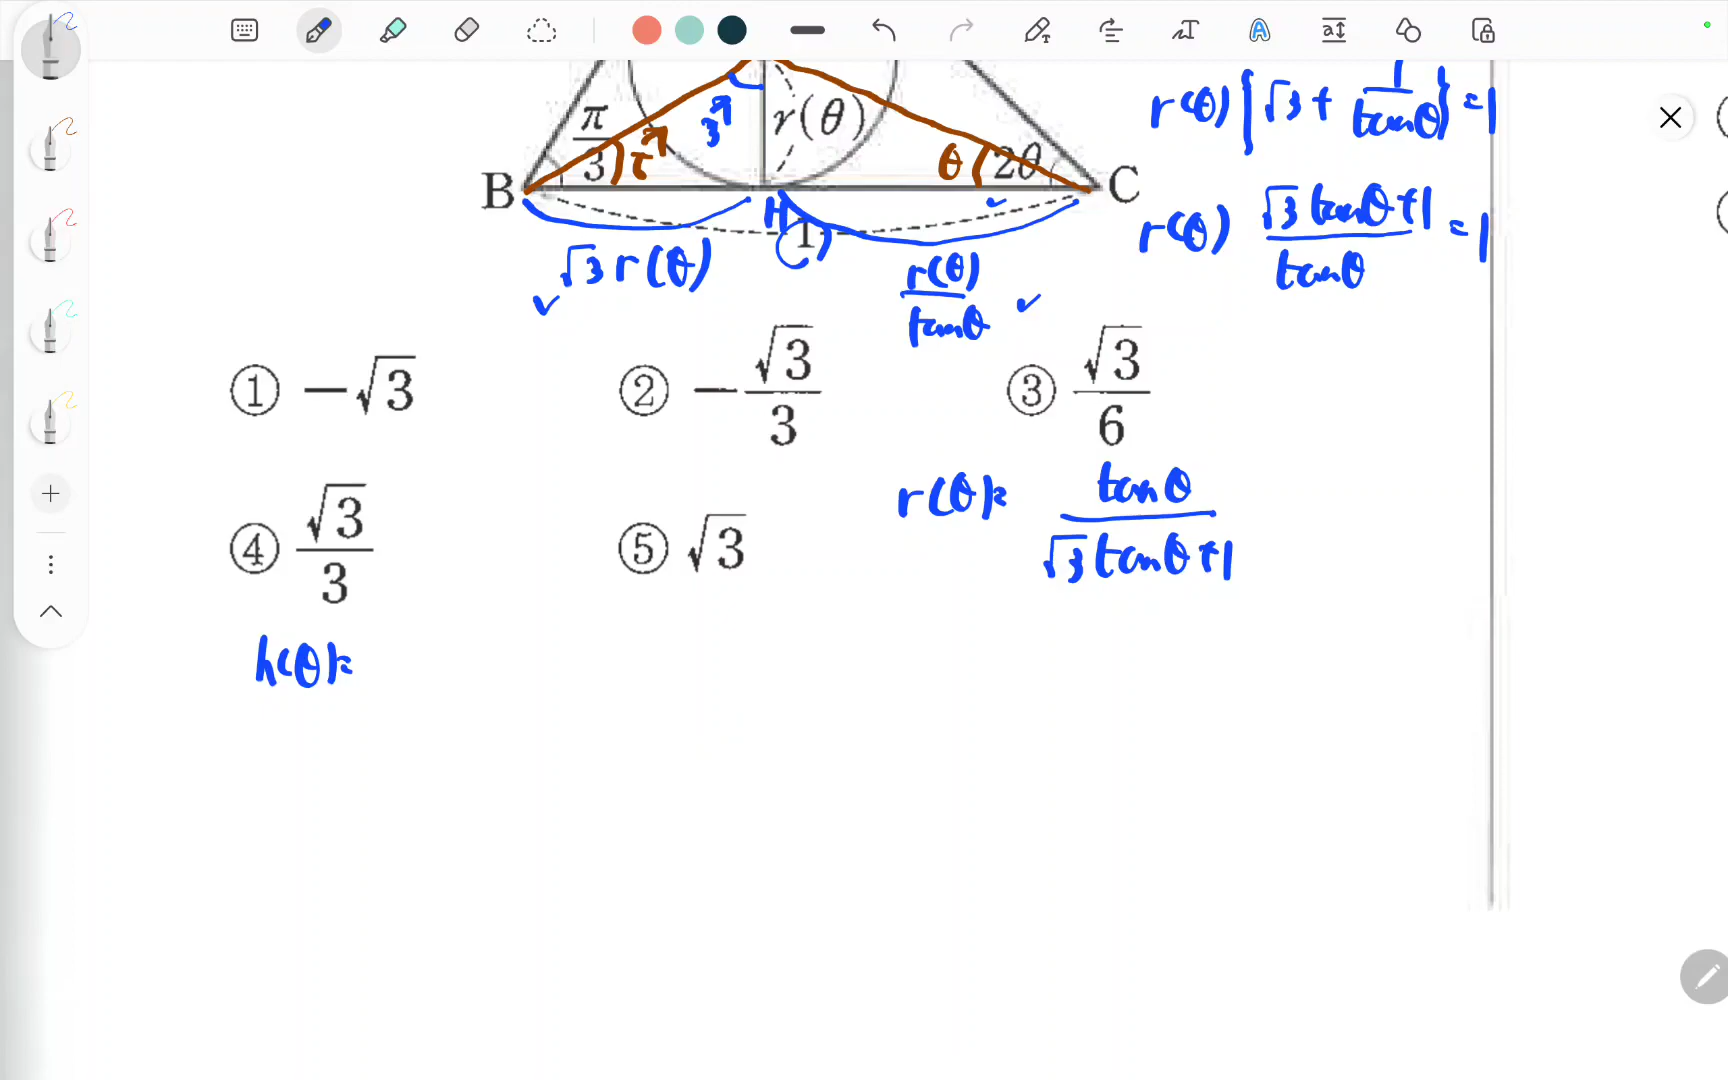 r(θ){√3 + 1/tanθ} = 1
π/3
3
r(θ)
θ
2θ
B
H
C
1
r(θ) (√3 tanθ + 1)/tanθ = 1
√3 r(θ)
r(θ)/tanθ
① −√3
② −√3/3
③ √3/6
④ √3/3
⑤ √3
r(θ)= tanθ/(√3 tanθ + 1)
h(θ)=